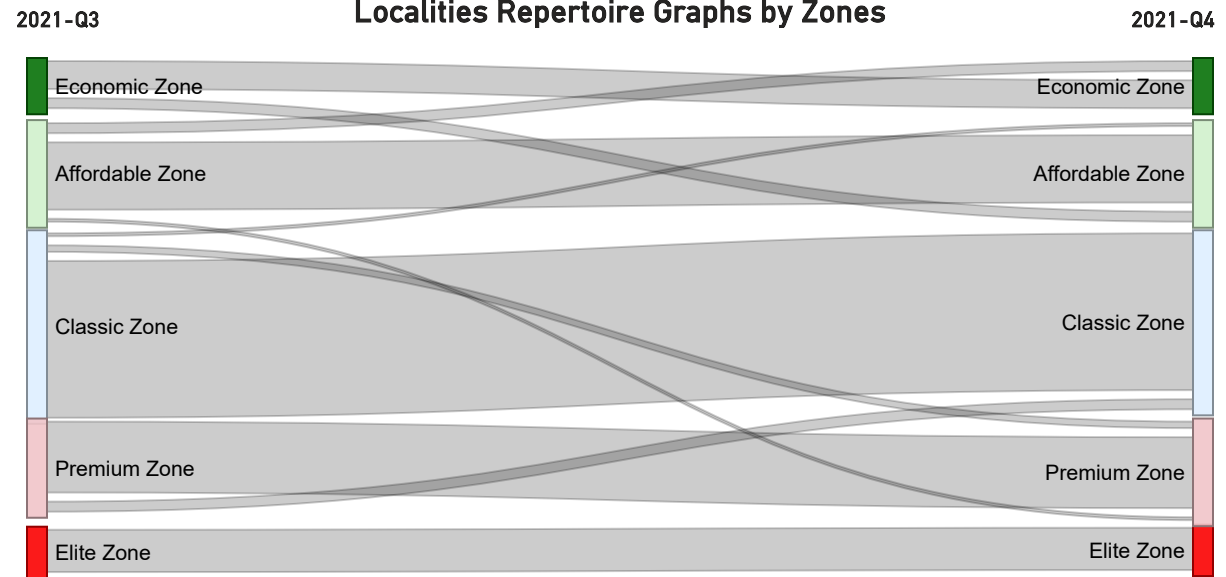 Localities Repertoire Graphs by Zones
2021-Q3
2021-Q4
Economic Zone
Economic Zone
Affordable Zone
Affordable Zone
Classic Zone
Classic Zone
Premium Zone
Premium Zone
Elite Zone
Elite Zone